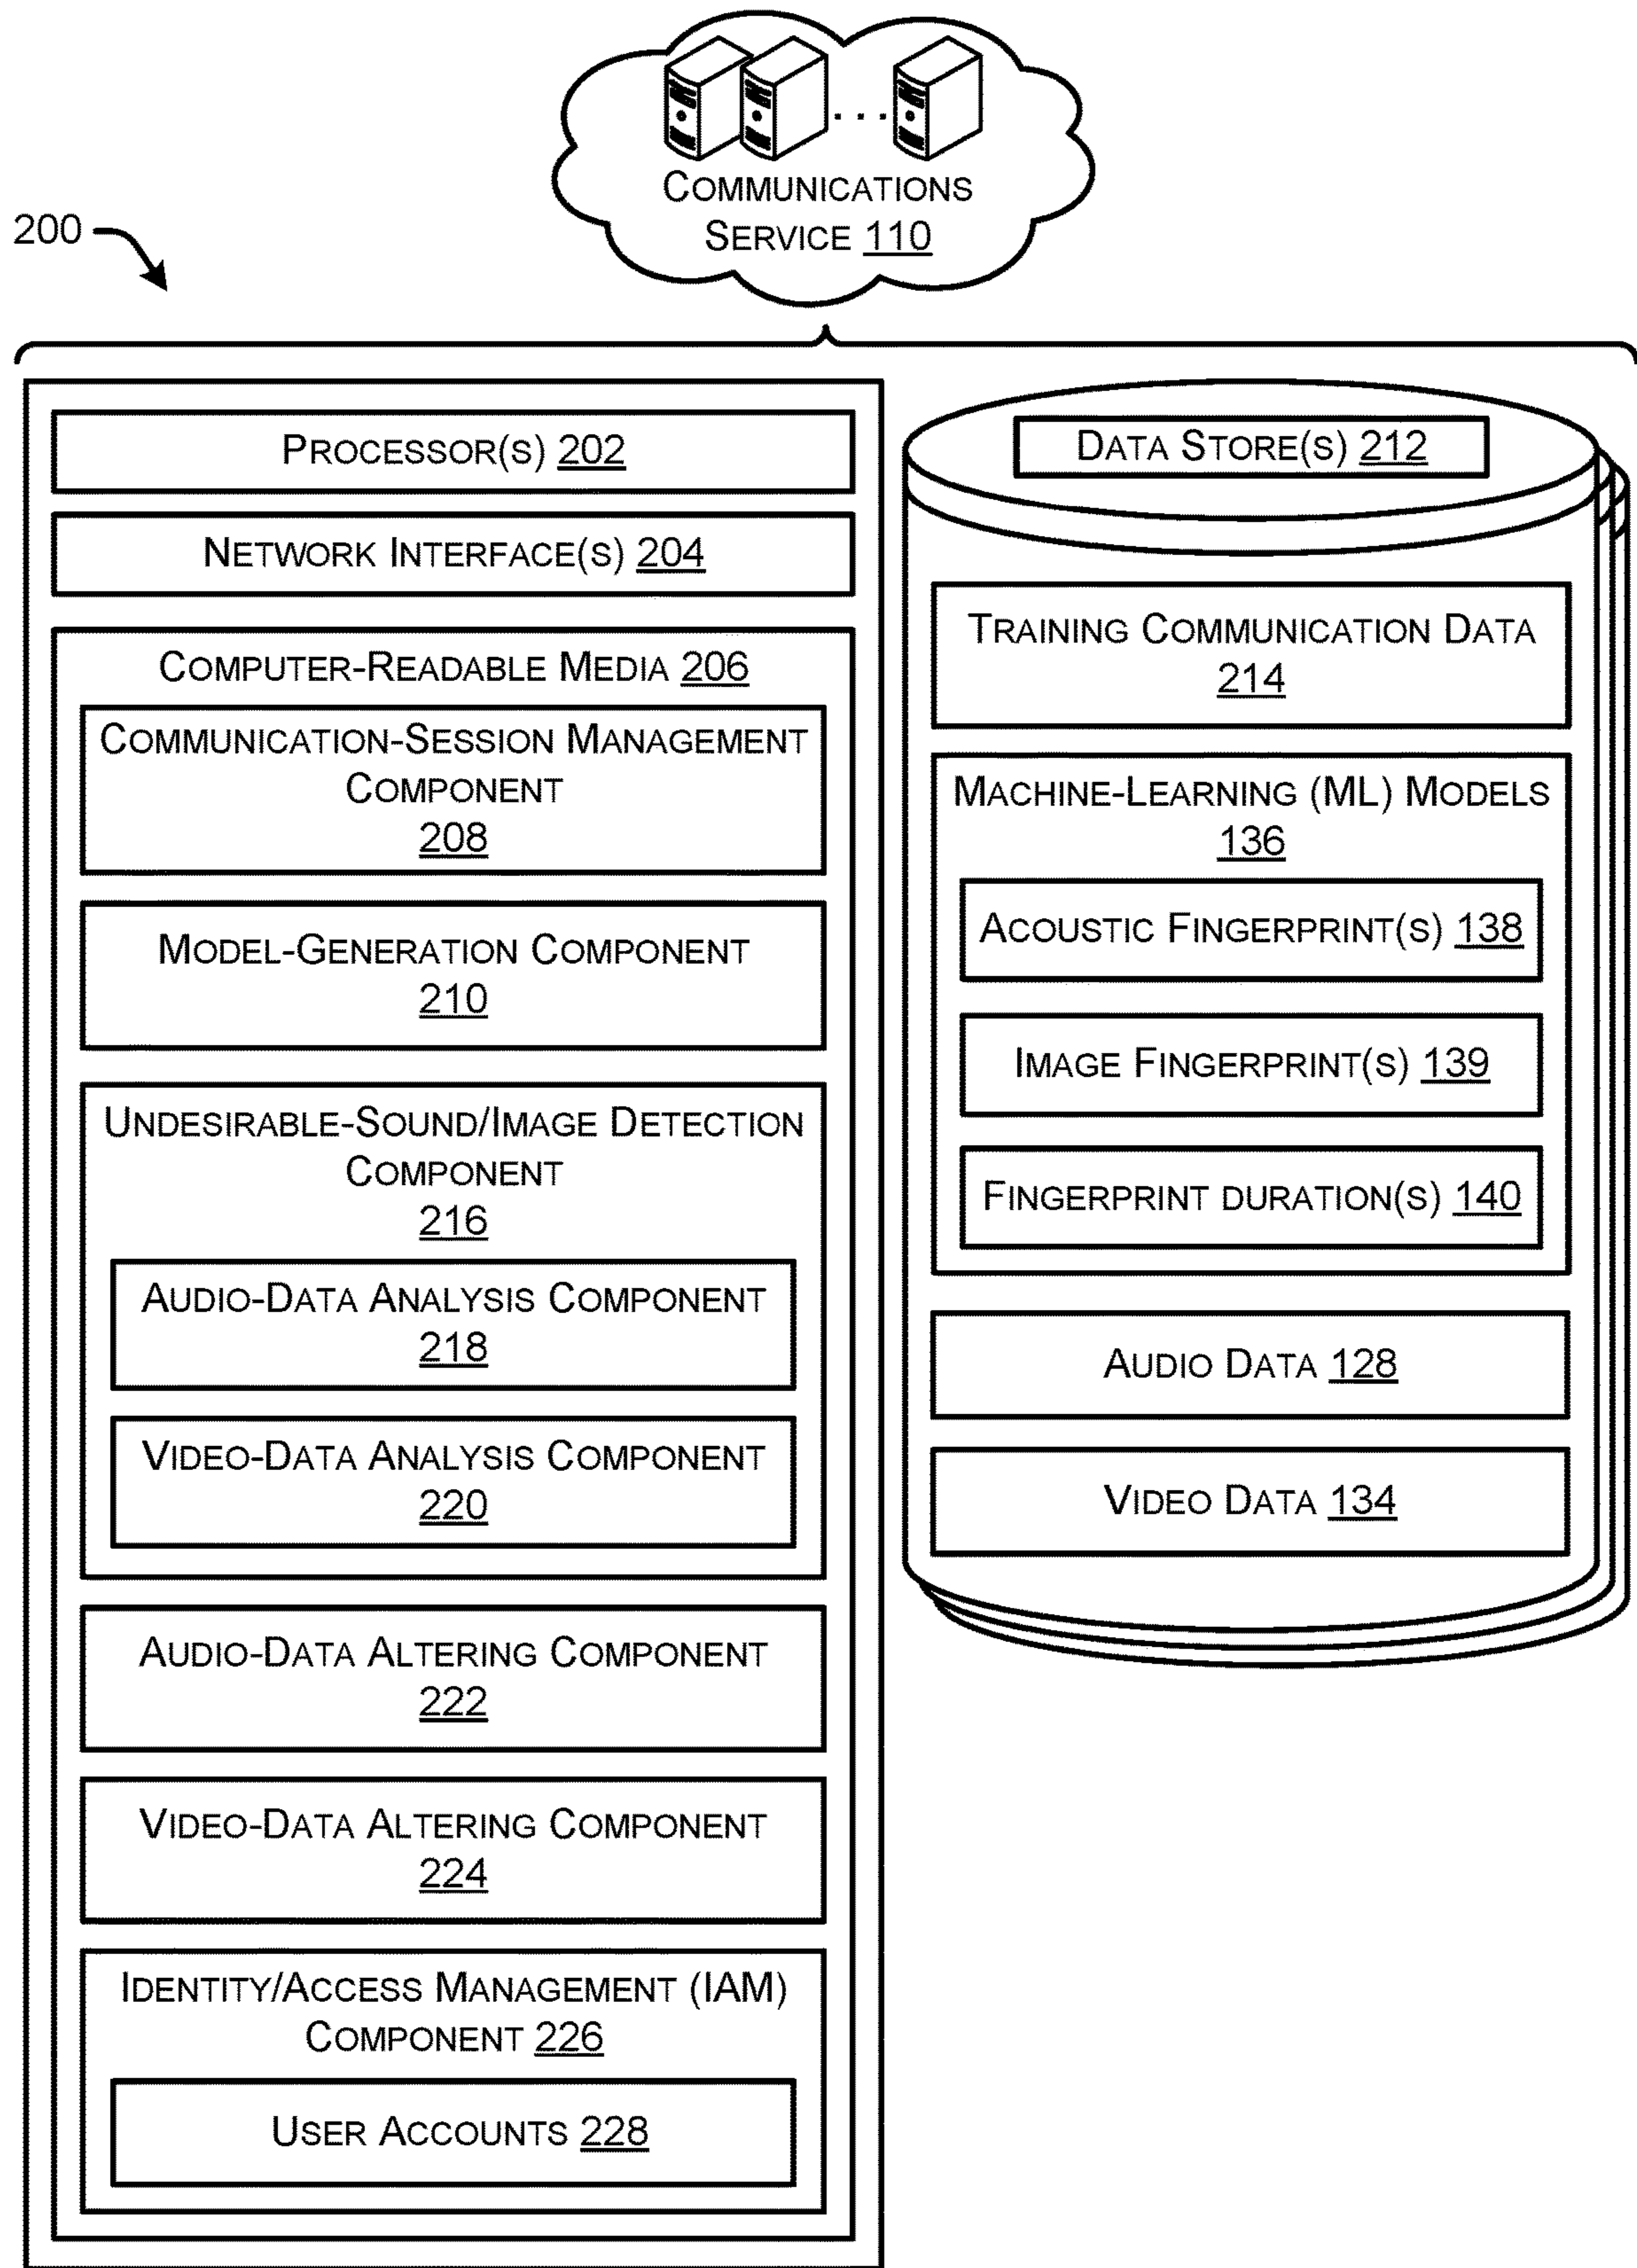 COMMUNICATIONS
SERVICE 110
200
PROCESSOR(S) 202
NETWORK INTERFACE(S) 204
COMPUTER-READABLE MEDIA 206
COMMUNICATION-SESSION MANAGEMENT
COMPONENT
208
MODEL-GENERATION COMPONENT
210
UNDESIRABLE-SOUND/IMAGE DETECTION
COMPONENT
216
AUDIO-DATA ANALYSIS COMPONENT
218
VIDEO-DATA ANALYSIS COMPONENT
220
AUDIO-DATA ALTERING COMPONENT
222
VIDEO-DATA ALTERING COMPONENT
224
IDENTITY/ACCESS MANAGEMENT (IAM)
COMPONENT 226
USER ACCOUNTS 228
DATA STORE(S) 212
TRAINING COMMUNICATION DATA
214
MACHINE-LEARNING (ML) MODELS
136
ACOUSTIC FINGERPRINT(S) 138
IMAGE FINGERPRINT(S) 139
FINGERPRINT DURATION(S) 140
AUDIO DATA 128
VIDEO DATA 134